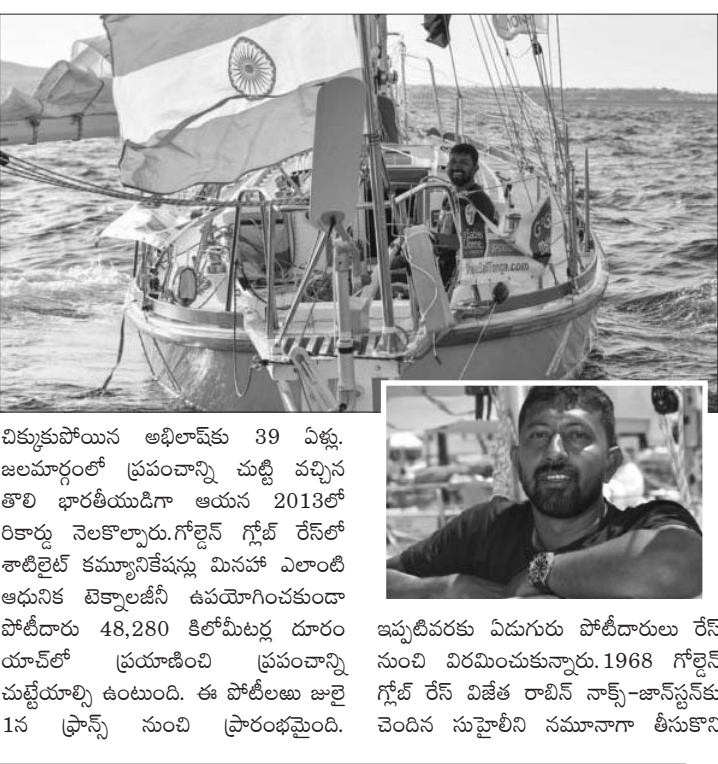 చిక్కుకుపోయిన అభిలాష్‌కు 39 ఏళ్లు.
జలమార్గంలో ప్రపంచాన్ని చుట్టి వచ్చిన
తొలి భారతీయుడిగా ఆయన 2013లో
రికార్డు నెలకొల్పారు.గోల్డెన్ గ్లోబ్ రేస్‌లో
శాటిలైట్ కమ్యూనికేషన్లు మినహా ఎలాంటి
ఆధునిక టెక్నాలజీనీ ఉపయోగించకుండా
పోటీదారు 48,280 కిలోమీటర్ల దూరం
యాచ్‌లో ప్రయాణించి ప్రపంచాన్ని
చుట్టేయాల్సి ఉంటుంది. ఈ పోటీలఱు జులై
1న ఫ్రాన్స్ నుంచి ప్రారంభమైంది.
ఇప్పటివరకు ఏడుగురు పోటీదారులు రేస్
నుంచి విరమించుకున్నారు.1968 గోల్డెన్
గ్లోబ్ రేస్ విజేత రాబిన్ నాక్స్-జాన్‌స్టన్‌కు
చెందిన సుహైలీని నమూనాగా తీసుకొని